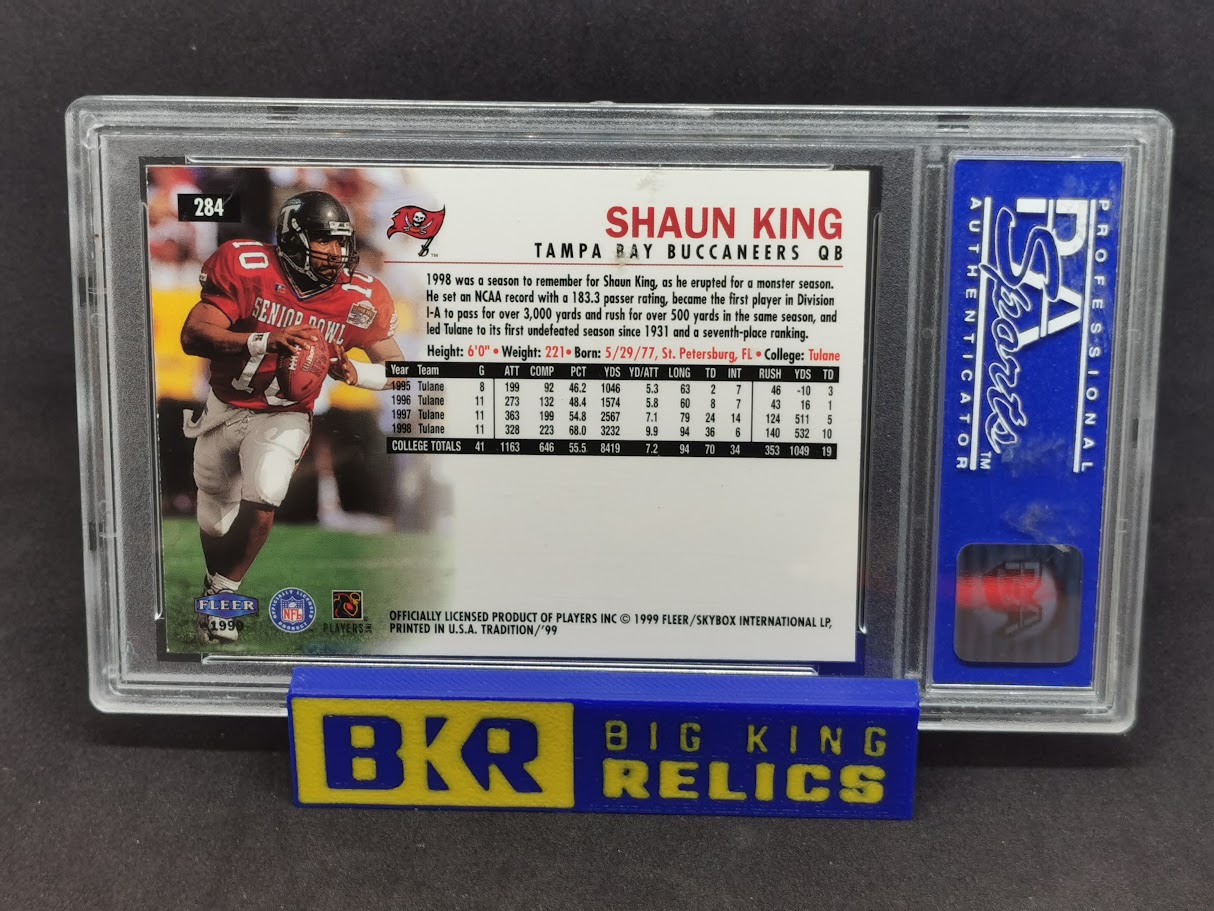 284
SHAUN KING
TAMPA BAY BUCCANEERS QB
1998 was a season to remember for Shaun King, as he erupted for a monster season.
He set an NCAA record with a 183.3 passer rating, became the first player in Division
I-A to pass for over 3,000 yards and rush for over 500 yards in the same season, and
led Tulane to its first undefeated season since 1931 and a seventh-place ranking.
Height: 6'0" • Weight: 221 • Born: 5/29/77, St. Petersburg, FL • College: Tulane
Year Team G ATT COMP PCT YDS YD/ATT LONG TD INT RUSH YDS TD
1995 Tulane 8 199 92 46.2 1046 5.3 63 2 7 46 -10 3
1996 Tulane 11 273 132 48.4 1574 5.8 60 8 7 43 16 1
1997 Tulane 11 363 199 54.8 2567 7.1 79 24 14 124 511 5
1998 Tulane 11 328 223 68.0 3232 9.9 94 36 6 140 532 10
COLLEGE TOTALS 41 1163 646 55.5 8419 7.2 94 70 34 353 1049 19
10
10
SENIOR BOWL
FLEER
1999
OFFICIALLY LICENSED PRODUCT
NFL
PLAYERS INC
OFFICIALLY LICENSED PRODUCT OF PLAYERS INC © 1999 FLEER/SKYBOX INTERNATIONAL LP,
PRINTED IN U.S.A. TRADITION/'99
PROFESSIONAL
PSA
Sports™
AUTHENTICATOR
PSA
BKR
BIG KING
RELICS